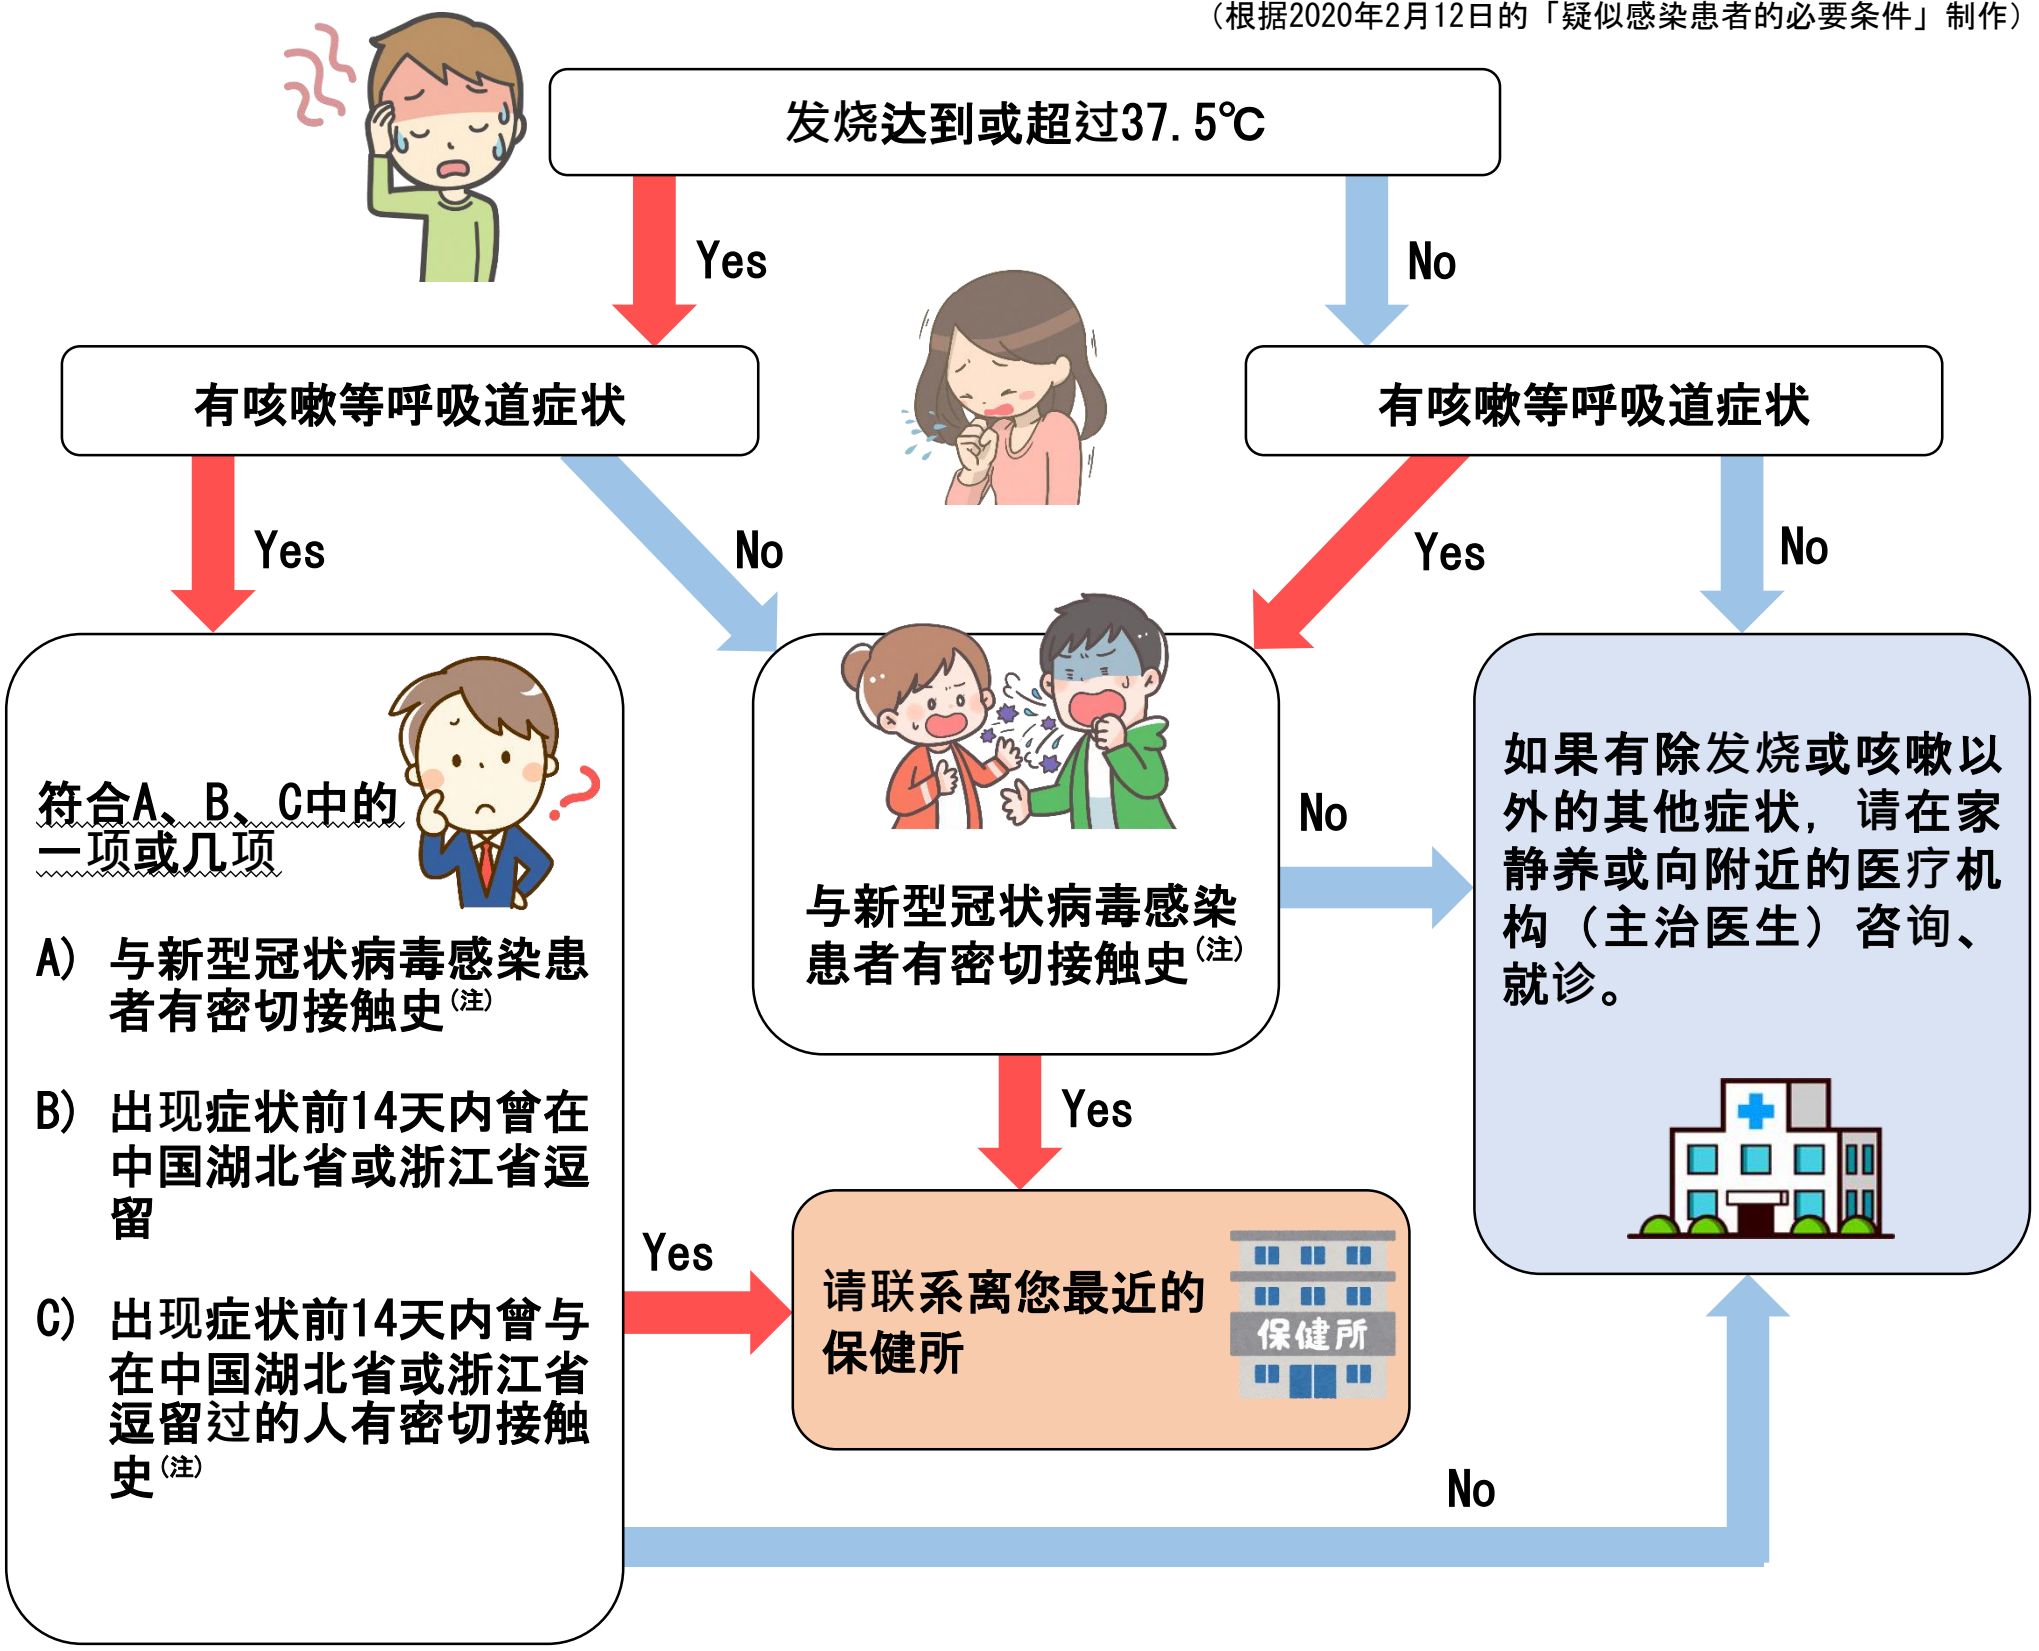 （根据2020年2月12日的「疑似感染患者的必要条件」制作）
发烧达到或超过37.5℃
Yes
No
有咳嗽等呼吸道症状
有咳嗽等呼吸道症状
Yes
No
Yes
No
符合A、B、C中的
一项或几项
A) 与新型冠状病毒感染患
者有密切接触史(注)
B) 出现症状前14天内曾在
中国湖北省或浙江省逗
留
C) 出现症状前14天内曾与
在中国湖北省或浙江省
逗留过的人有密切接触
史(注)
与新型冠状病毒感染
患者有密切接触史(注)
No
Yes
如果有除发烧或咳嗽以
外的其他症状，请在家
静养或向附近的医疗机
构（主治医生）咨询、
就诊。
Yes
请联系离您最近的
保健所
保健所
No